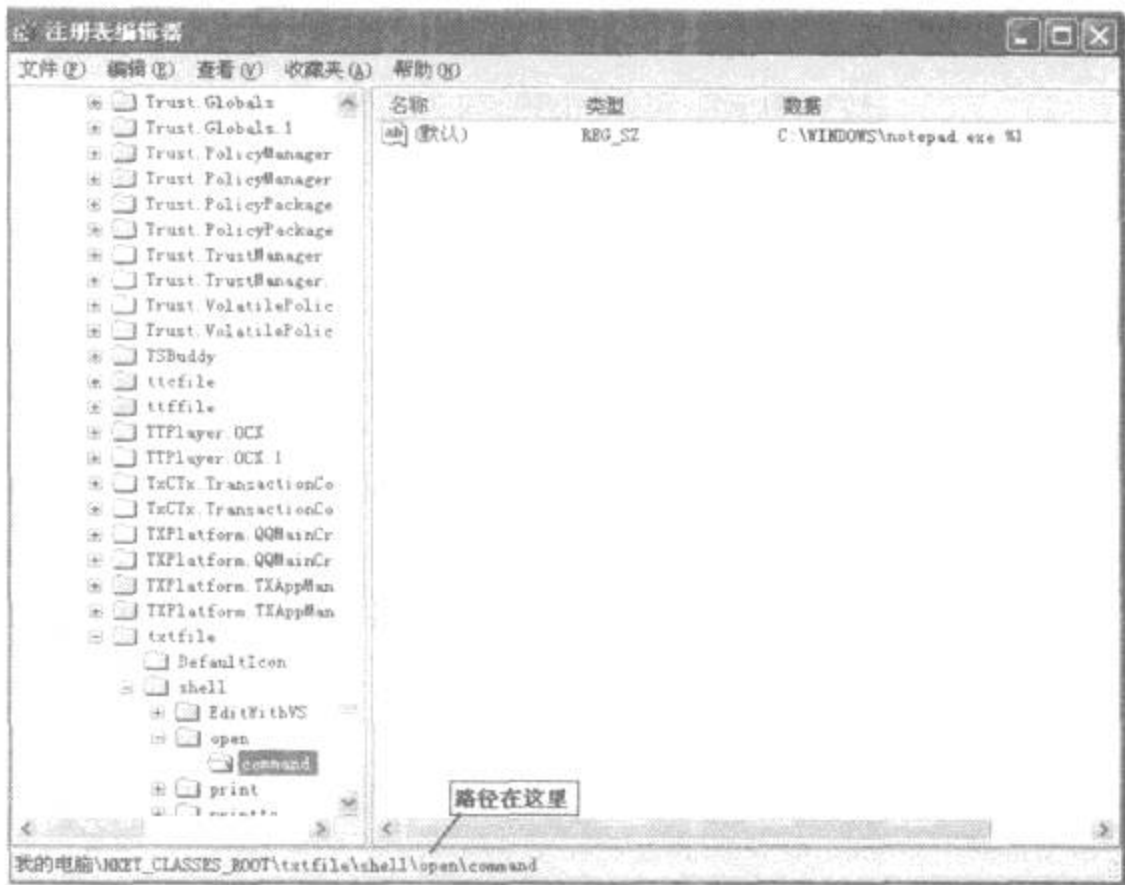 注册表编辑器
文件(F) 编辑(E) 查看(V) 收藏夹(A) 帮助(H)
Trust.Globals
Trust.Globals.1
Trust.PolicyManager
Trust.PolicyManager
Trust.PolicyPackage
Trust.PolicyPackage
Trust.TrustManager
Trust.TrustManager.
Trust.VolatilePolic
Trust.VolatilePolic
TSBuddy
ttcfile
ttffile
TTPlayer.OCX
TTPlayer.OCX.1
TxCTx.TransactionCo
TxCTx.TransactionCo
TXPlatform.QQMainCr
TXPlatform.QQMainCr
TXPlatform.TXAppMan
TXPlatform.TXAppMan
txtfile
DefaultIcon
shell
EditWithVS
open
command
print
名称 类型 数据
ab (默认) REG_SZ C:\WINDOWS\notepad.exe %1
路径在这里
我的电脑\HKEY_CLASSES_ROOT\txtfile\shell\open\command